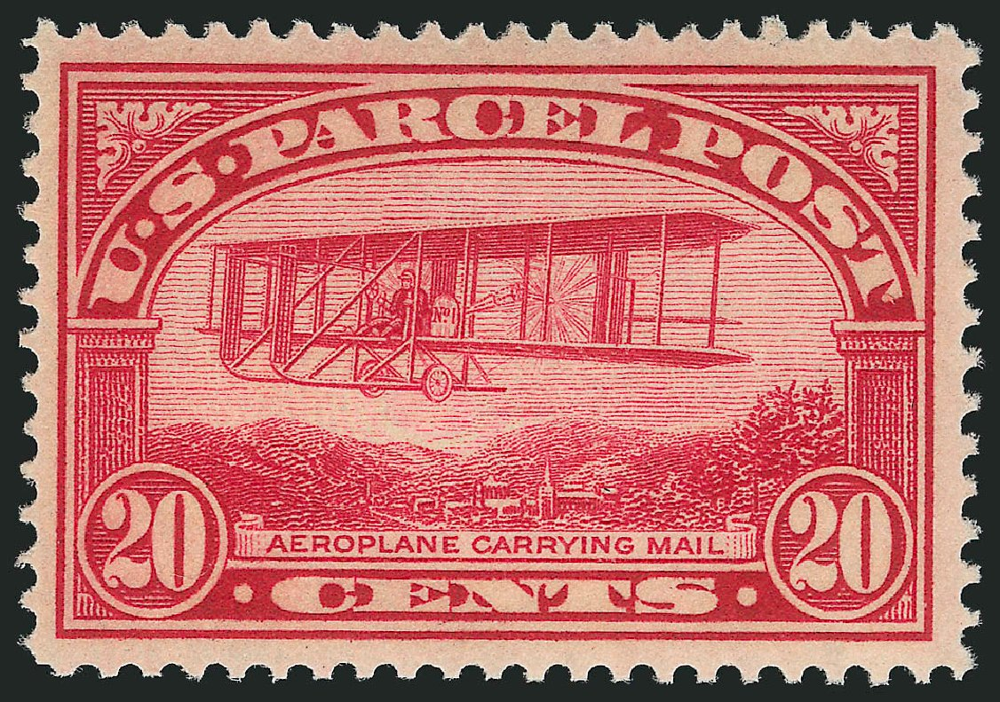 U.S. PARCEL POST
Nº1
20
AEROPLANE CARRYING MAIL
20
· CENTS ·